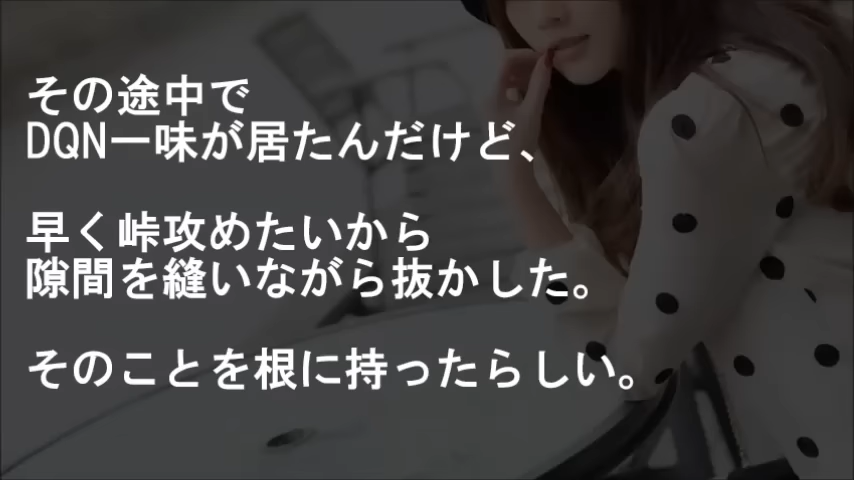 その途中で
DQN一味が居たんだけど、
早く峠攻めたいから
隙間を縫いながら抜かした。
そのことを根に持ったらしい。